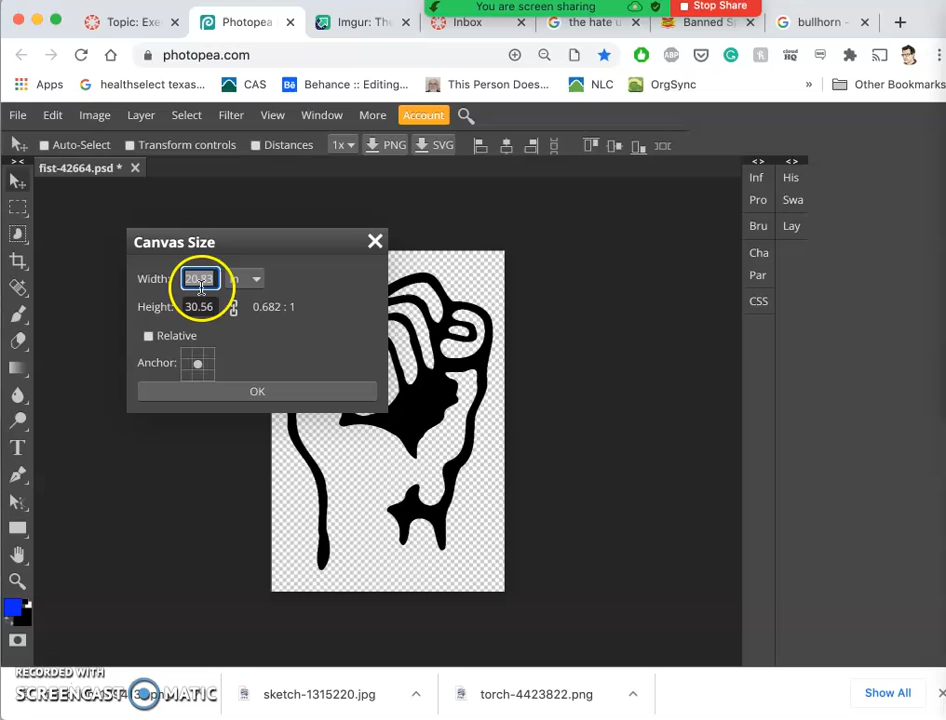 You are screen sharing
Stop Share
Topic: Exe
Photopea
Imgur: The
Inbox
the hate u
Banned S
bullhorn -
photopea.com
Apps
healthselect texas...
CAS
Behance :: Editing...
This Person Does...
NLC
OrgSync
»
Other Bookmarks
File Edit Image Layer Select Filter View Window More Account
Auto-Select
Transform controls
Distances
1x
PNG
SVG
fist-42664.psd *
> <
< >
< >
Inf
His
Pro
Swa
Bru
Lay
Cha
Par
CSS
Canvas Size
Width: 20.83 in
Height: 30.56 0.682 : 1
Relative
Anchor:
OK
RECORDED WITH
SCREENCAST MATIC
sketch-1315220.jpg
torch-4423822.png
Show All